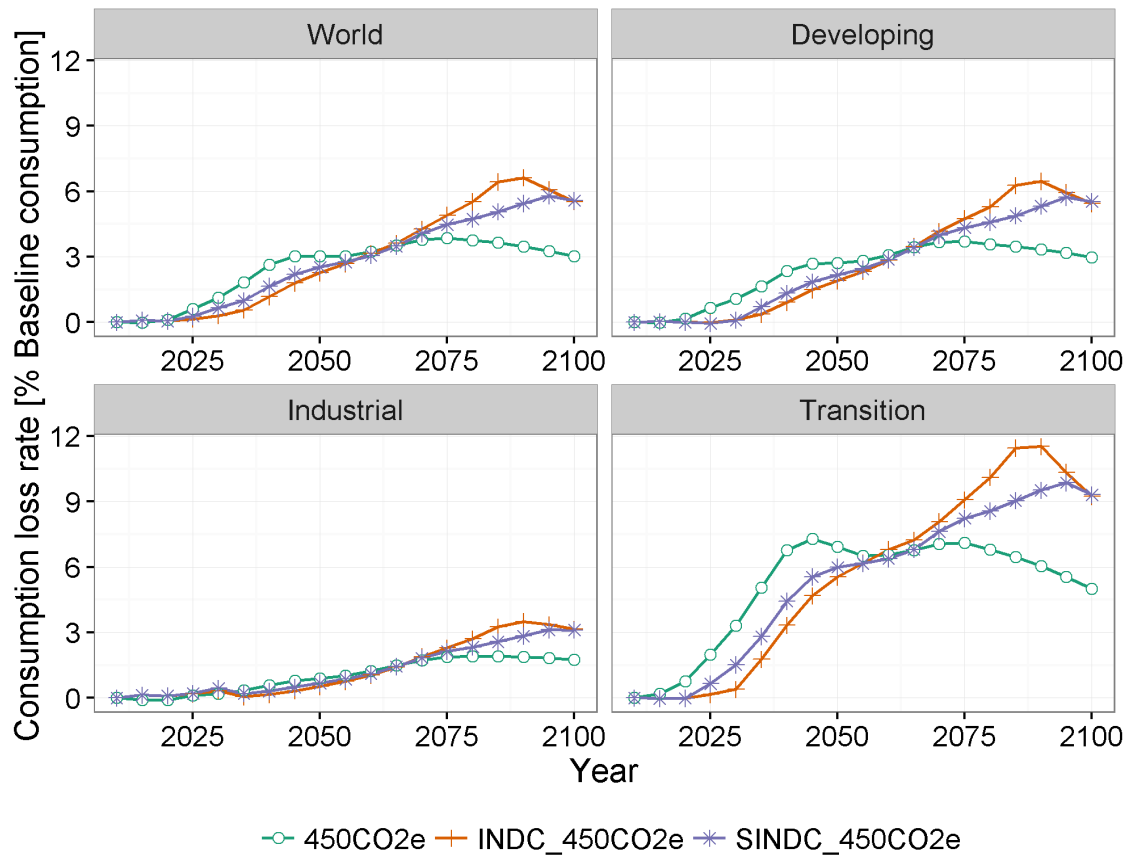 Consumption loss rate [% Baseline consumption]
World
Developing
12
9
6
3
0
2025 2050 2075 2100
2025 2050 2075 2100
Industrial
Transition
12
9
6
3
0
2025 2050 2075 2100
2025 2050 2075 2100
Year
450CO2e INDC_450CO2e SINDC_450CO2e